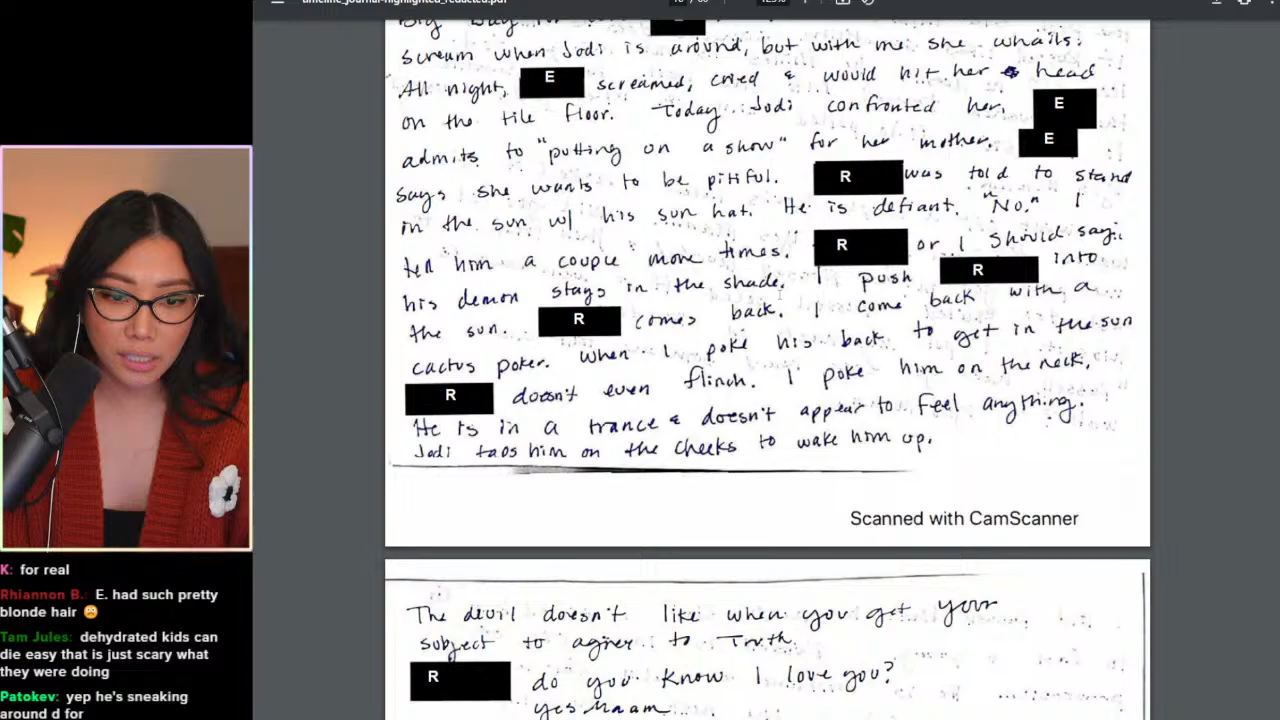 timeline_journal-highlighted_redacted.pdf
Big Day for
scream when Jodi is around, but with me she whails.
All night, E screamed, cried & would hit her head
on the tile floor. Today Jodi confronted her. E
admits to "putting on a show" for her mother. E
says she wants to be pitiful. R was told to stand
in the sun w/ his sun hat. He is defiant. "No." I
tell him a couple more times. R or I should say:
his demon stays in the shade. I push R into
the sun. R comes back. I come back with a
cactus poker. When I poke his back to get in the sun
R doesn't even flinch. I poke him on the neck.
He is in a trance & doesn't appear to feel anything.
Jodi taps him on the cheeks to wake him up.
Scanned with CamScanner
The devil doesn't like when you get your
subject to agree to Truth.
R do you know I love you?
yes maam
K: for real
Rhiannon B.: E. had such pretty
blonde hair
Tam Jules: dehydrated kids can
die easy that is just scary what
they were doing
Patokev: yep he's sneaking
around d for